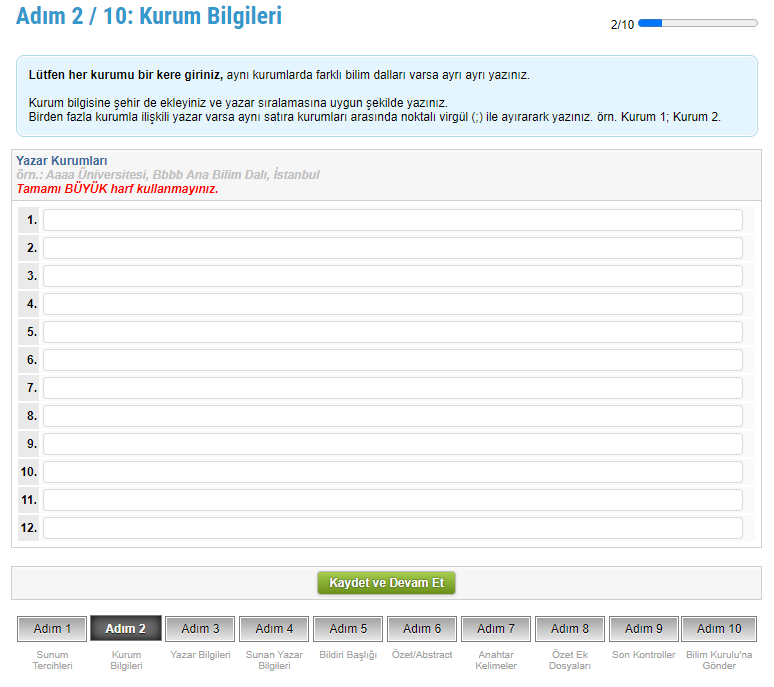 Adım 2 / 10: Kurum Bilgileri
2/10
Lütfen her kurumu bir kere giriniz, aynı kurumlarda farklı bilim dalları varsa ayrı ayrı yazınız.
Kurum bilgisine şehir de ekleyiniz ve yazar sıralamasına uygun şekilde yazınız.
Birden fazla kurumla ilişkili yazar varsa aynı satıra kurumları arasında noktalı virgül (;) ile ayırarark yazınız. örn. Kurum 1; Kurum 2.
Yazar Kurumları
örn.: Aaaa Üniversitesi, Bbbb Ana Bilim Dalı, İstanbul
Tamamı BÜYÜK harf kullanmayınız.
1.
2.
3.
4.
5.
6.
7.
8.
9.
10.
11.
12.
Kaydet ve Devam Et
Adım 1 Adım 2 Adım 3 Adım 4 Adım 5 Adım 6 Adım 7 Adım 8 Adım 9 Adım 10
Sunum Kurum Yazar Bilgileri Sunan Yazar Bildiri Başlığı Özet/Abstract Anahtar Özet Ek Son Kontroller Bilim Kurulu'na
Tercihleri Bilgileri Bilgileri Kelimeler Dosyaları Gönder